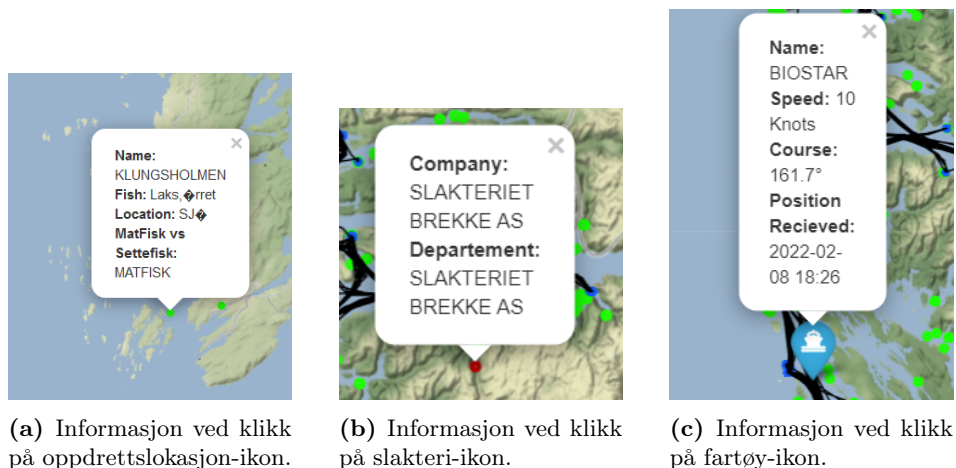 ×
Name:
KLUNGSHOLMEN
Fish: Laks,�rret
Location: SJ�
MatFisk vs
Settefisk:
MATFISK
(a) Informasjon ved klikk
på oppdrettslokasjon-ikon.
×
Company:
SLAKTERIET
BREKKE AS
Departement:
SLAKTERIET
BREKKE AS
(b) Informasjon ved klikk
på slakteri-ikon.
×
Name:
BIOSTAR
Speed: 10
Knots
Course:
161.7°
Position
Recieved:
2022-02-
08 18:26
(c) Informasjon ved klikk
på fartøy-ikon.